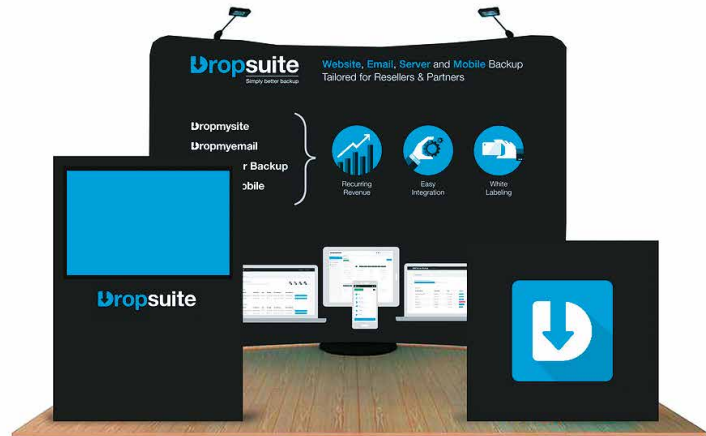 Dropsuite
Simply better backup
Website, Email, Server and Mobile Backup
Tailored for Resellers & Partners
Dropmysite
Dropmyemail
r Backup
obile
Recurring
Revenue
Easy
Integration
White
Labeling
Dropsuite
D